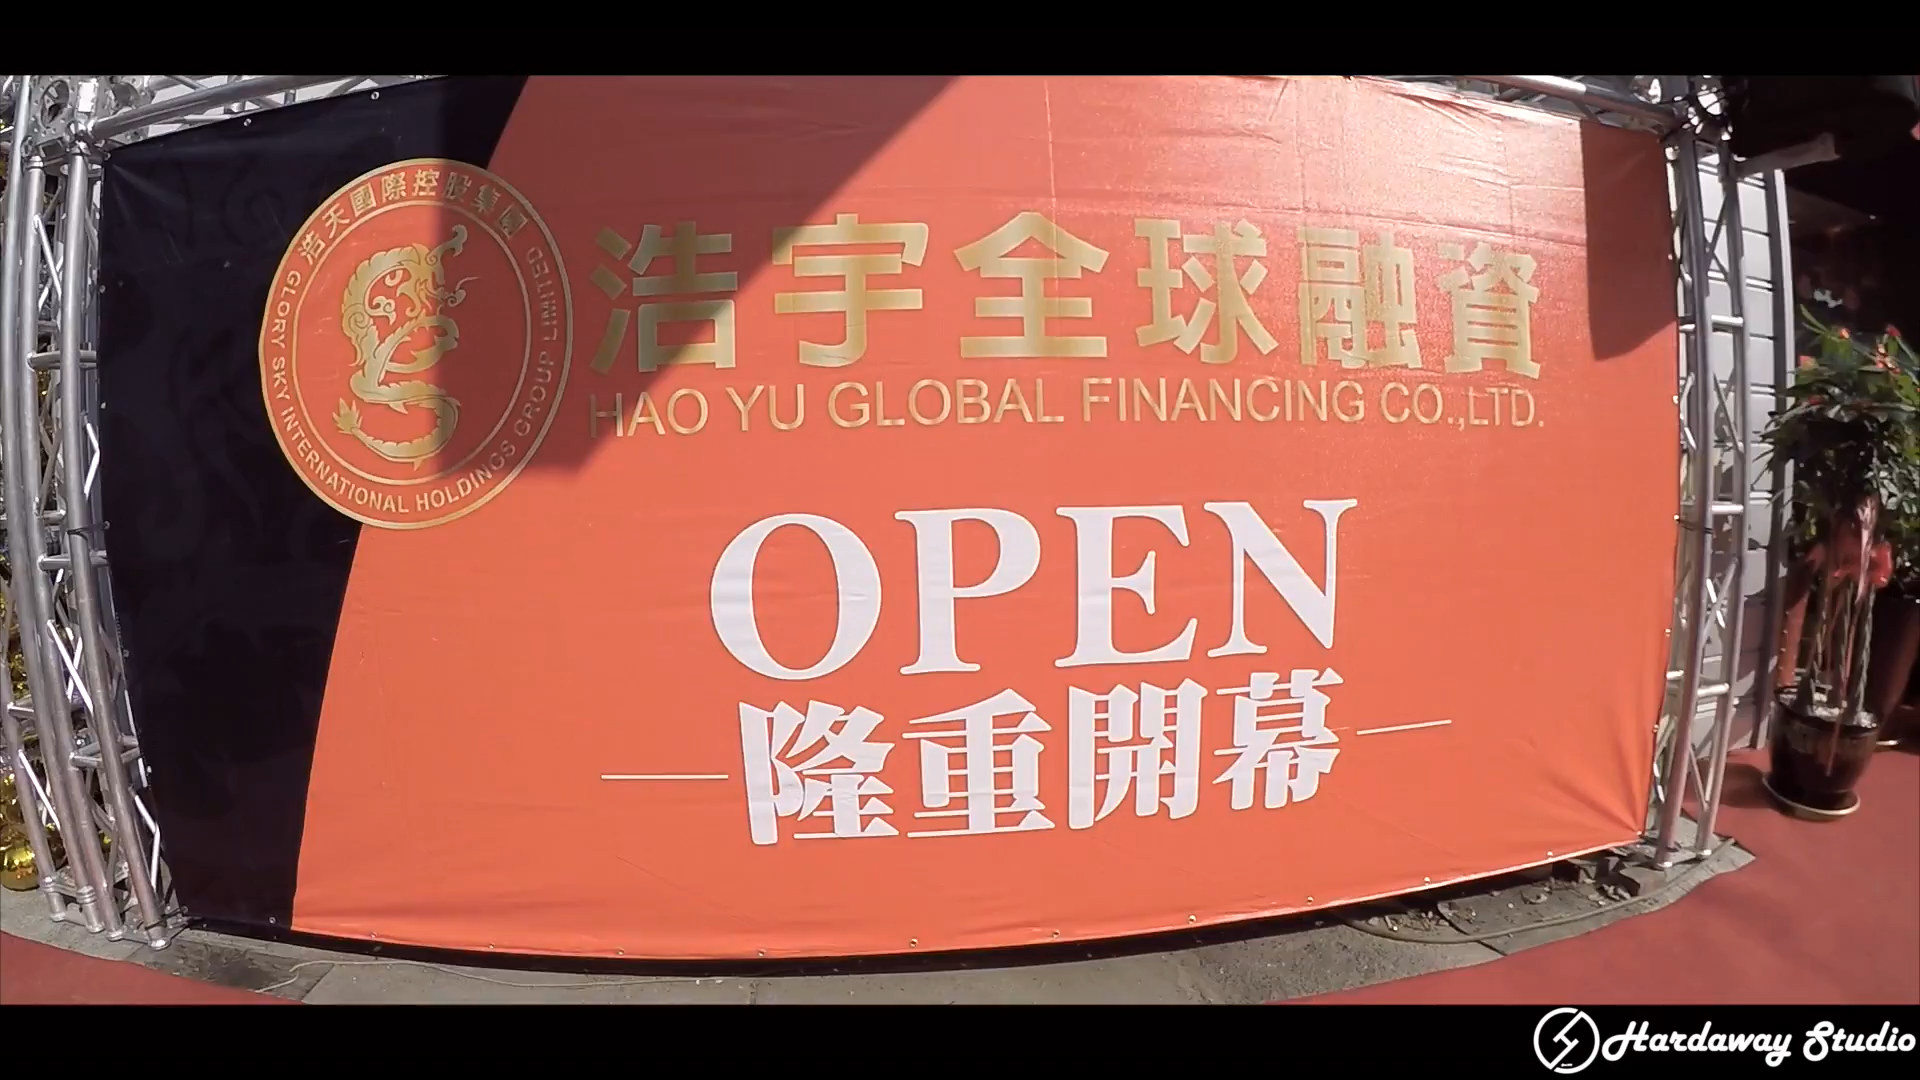 浩天國際控股集團
GLORY SKY INTERNATIONAL HOLDINGS GROUP LIMITED
浩宇全球融資
HAO YU GLOBAL FINANCING CO.,LTD.
OPEN
隆重開幕
Hardaway Studio